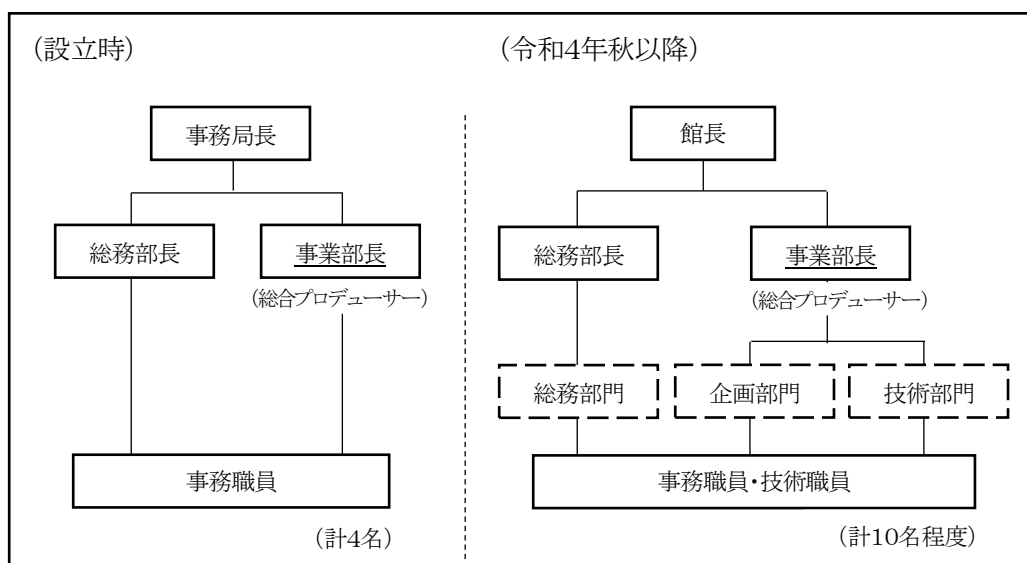 (設立時)
事務局長
総務部長
事業部長
(総合プロデューサー)
事務職員
(計4名)
(令和4年秋以降)
館長
総務部長
事業部長
(総合プロデューサー)
総務部門
企画部門
技術部門
事務職員・技術職員
(計10名程度)